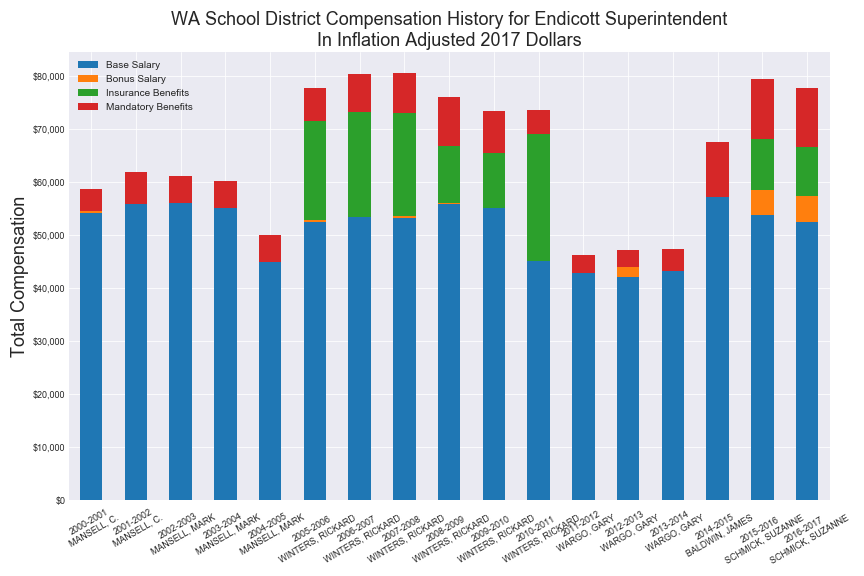 WA School District Compensation History for Endicott Superintendent
In Inflation Adjusted 2017 Dollars
Base Salary
Bonus Salary
Insurance Benefits
Mandatory Benefits
Total Compensation
$80,000
$70,000
$60,000
$50,000
$40,000
$30,000
$20,000
$10,000
$0
2000-2001
MANSELL, C.
2001-2002
MANSELL, C.
2002-2003
MANSELL, MARK
2003-2004
MANSELL, MARK
2004-2005
MANSELL, MARK
2005-2006
WINTERS, RICKARD
2006-2007
WINTERS, RICKARD
2007-2008
WINTERS, RICKARD
2008-2009
WINTERS, RICKARD
2009-2010
WINTERS, RICKARD
2010-2011
WINTERS, RICKARD
2011-2012
WARGO, GARY
2012-2013
WARGO, GARY
2013-2014
WARGO, GARY
2014-2015
BALDWIN, JAMES
2015-2016
SCHMICK, SUZANNE
2016-2017
SCHMICK, SUZANNE